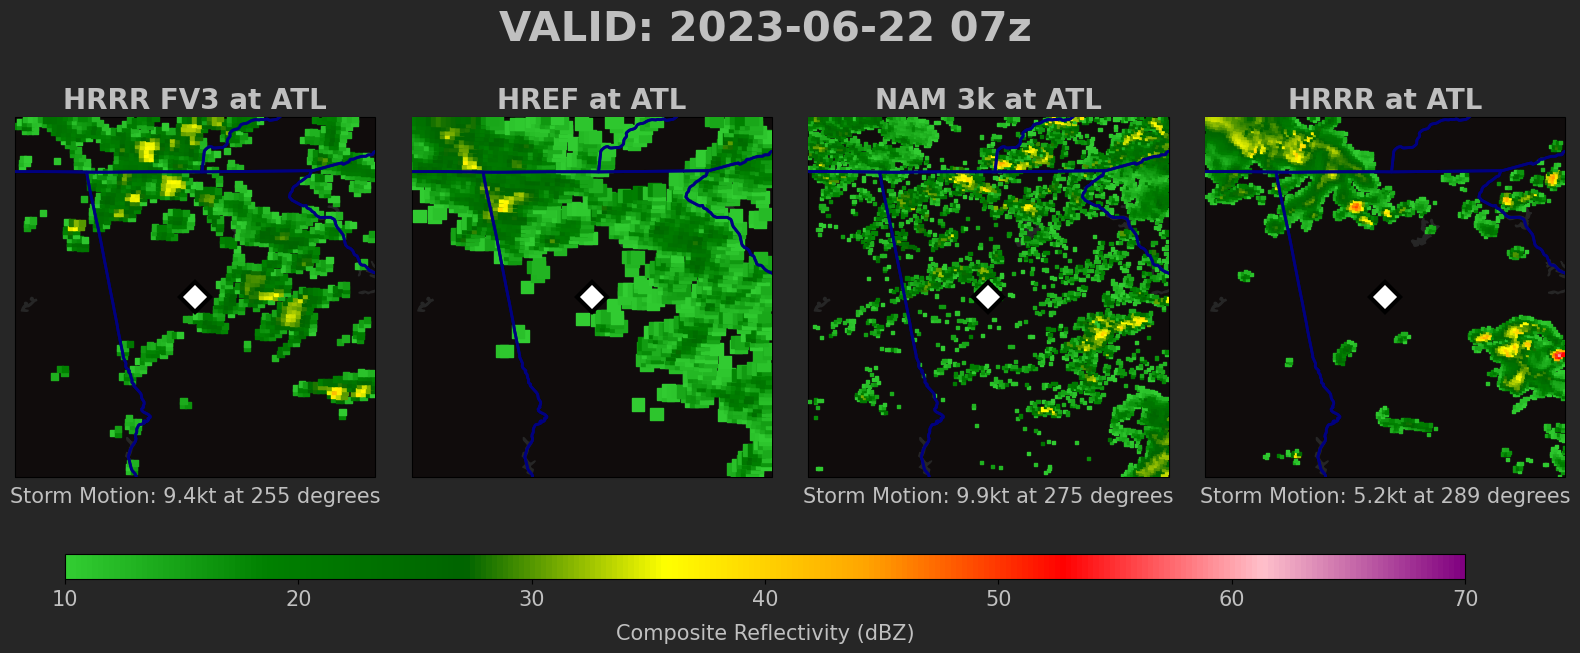 VALID: 2023-06-22 07z
HRRR FV3 at ATL
HREF at ATL
NAM 3k at ATL
HRRR at ATL
Storm Motion: 9.4kt at 255 degrees
Storm Motion: 9.9kt at 275 degrees
Storm Motion: 5.2kt at 289 degrees
10 20 30 40 50 60 70
Composite Reflectivity (dBZ)